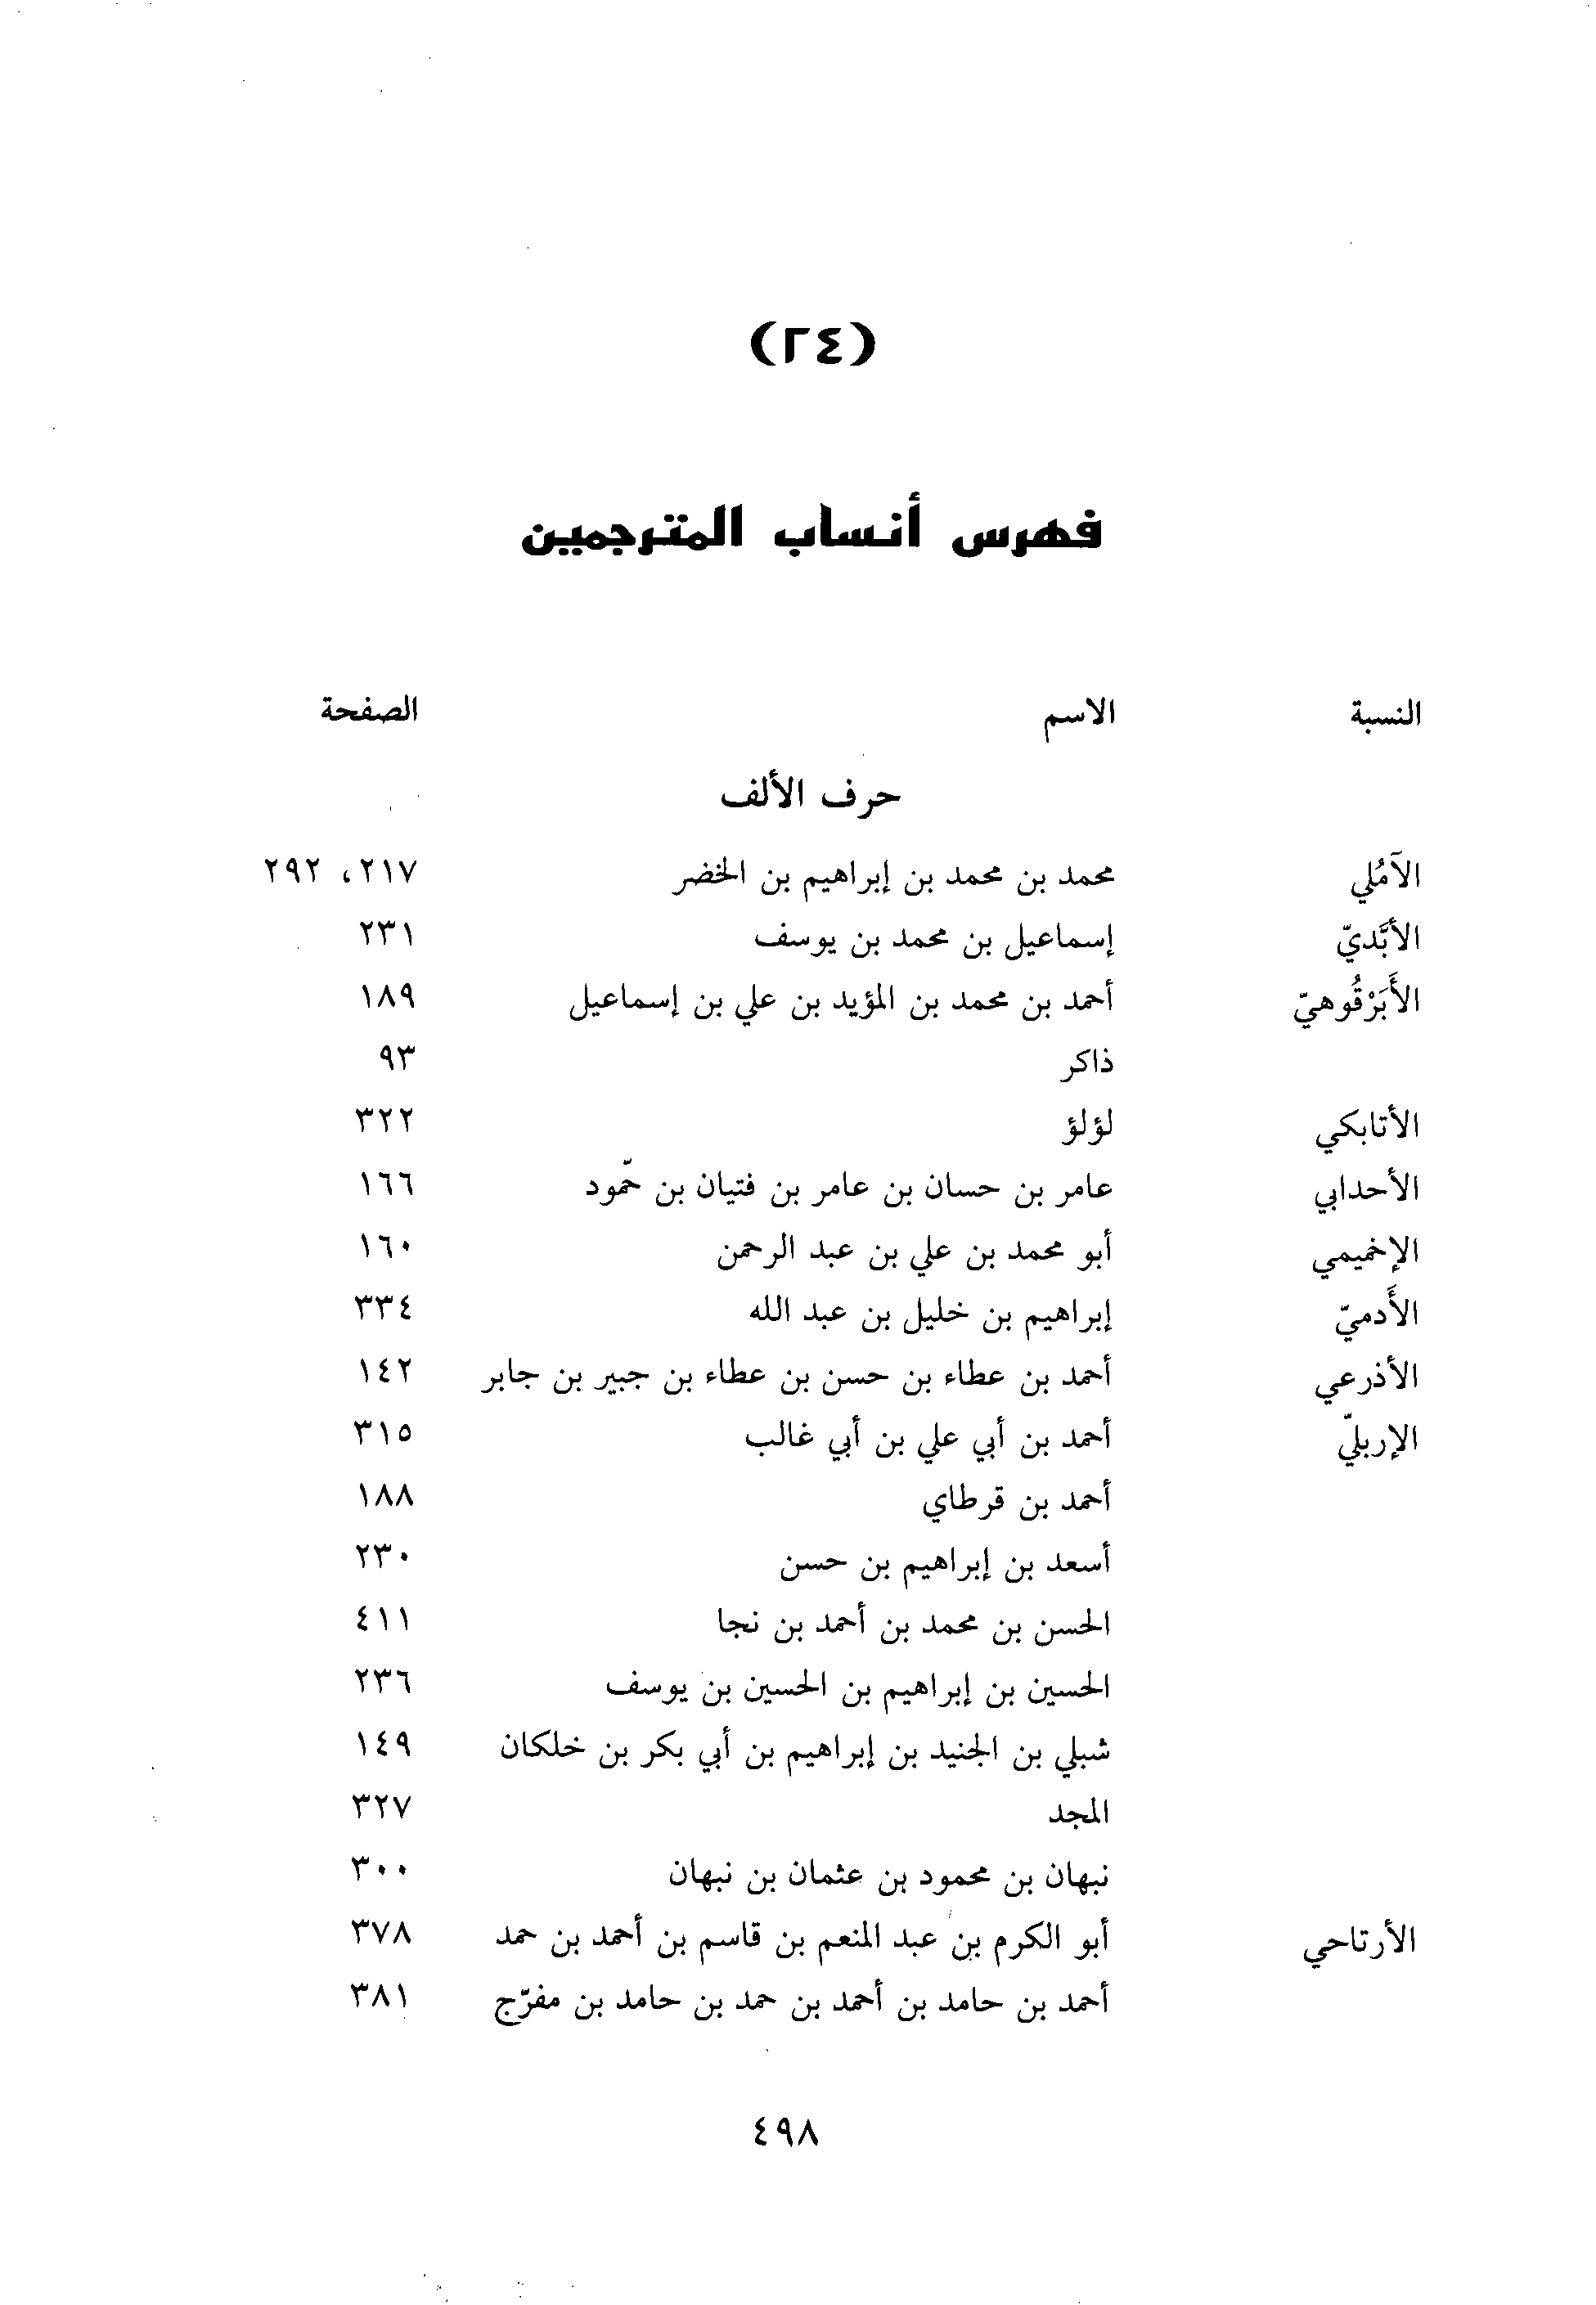 (٢٤)
فهرس أنساب المترجمين
النسبة الاسم الصفحة
حرف الألف
الآمُلي محمد بن محمد بن إبراهيم بن الخضر ٢١٧، ٢٩٢
الأبَّديّ إسماعيل بن محمد بن يوسف ٢٣١
الأَبَرْقُوهيّ أحمد بن محمد بن المؤيد بن علي بن إسماعيل ١٨٩
ذاكر ٩٣
الأتابكي لؤلؤ ٣٢٢
الأحدابي عامر بن حسان بن عامر بن فتيان بن حمّود ١٦٦
الإخميمي أبو محمد بن علي بن عبد الرحمن ١٦٠
الأَدميّ إبراهيم بن خليل بن عبد الله ٣٣٤
الأذرعي أحمد بن عطاء بن حسن بن عطاء بن جبير بن جابر ١٤٢
الإربليّ أحمد بن أبي علي بن أبي غالب ٣١٥
أحمد بن قرطاي ١٨٨
أسعد بن إبراهيم بن حسن ٢٣٠
الحسن بن محمد بن أحمد بن نجا ٤١١
الحسين بن إبراهيم بن الحسين بن يوسف ٢٣٦
شبلي بن الجنيد بن إبراهيم بن أبي بكر بن خلكان ١٤٩
المجد ٣٢٧
نبهان بن محمود بن عثمان بن نبهان ٣٠٠
الأرتاحي أبو الكرم بن عبد المنعم بن قاسم بن أحمد بن حمد ٣٧٨
أحمد بن حامد بن أحمد بن حمد بن حامد بن مفرّج ٣٨١
٤٩٨